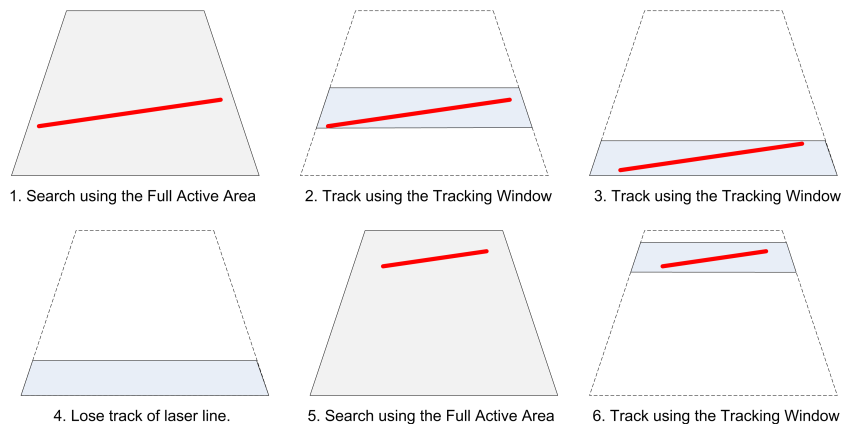 1. Search using the Full Active Area
2. Track using the Tracking Window
3. Track using the Tracking Window
4. Lose track of laser line.
5. Search using the Full Active Area
6. Track using the Tracking Window